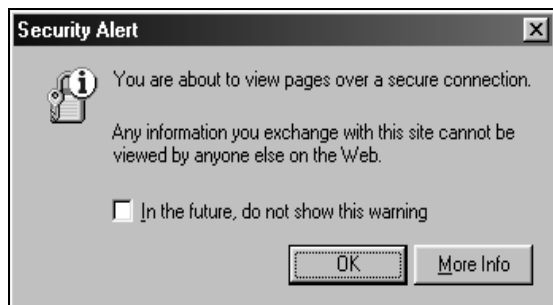 Security Alert
You are about to view pages over a secure connection.
Any information you exchange with this site cannot be
viewed by anyone else on the Web.
In the future, do not show this warning
OK More Info